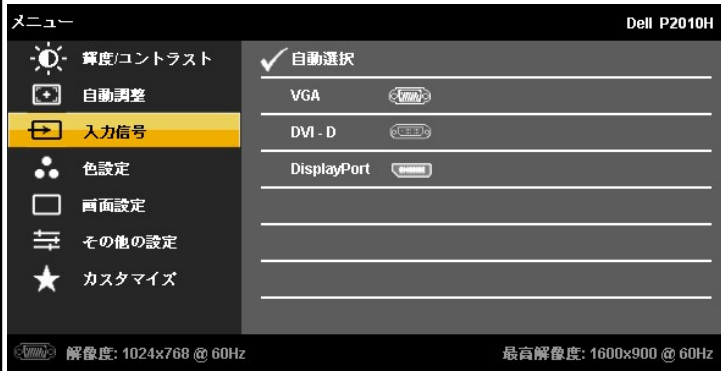 メニュー
Dell P2010H
輝度/コントラスト
自動選択
自動調整
VGA
入力信号
DVI - D
色設定
DisplayPort
画面設定
その他の設定
カスタマイズ
解像度: 1024x768 @ 60Hz
最高解像度: 1600x900 @ 60Hz